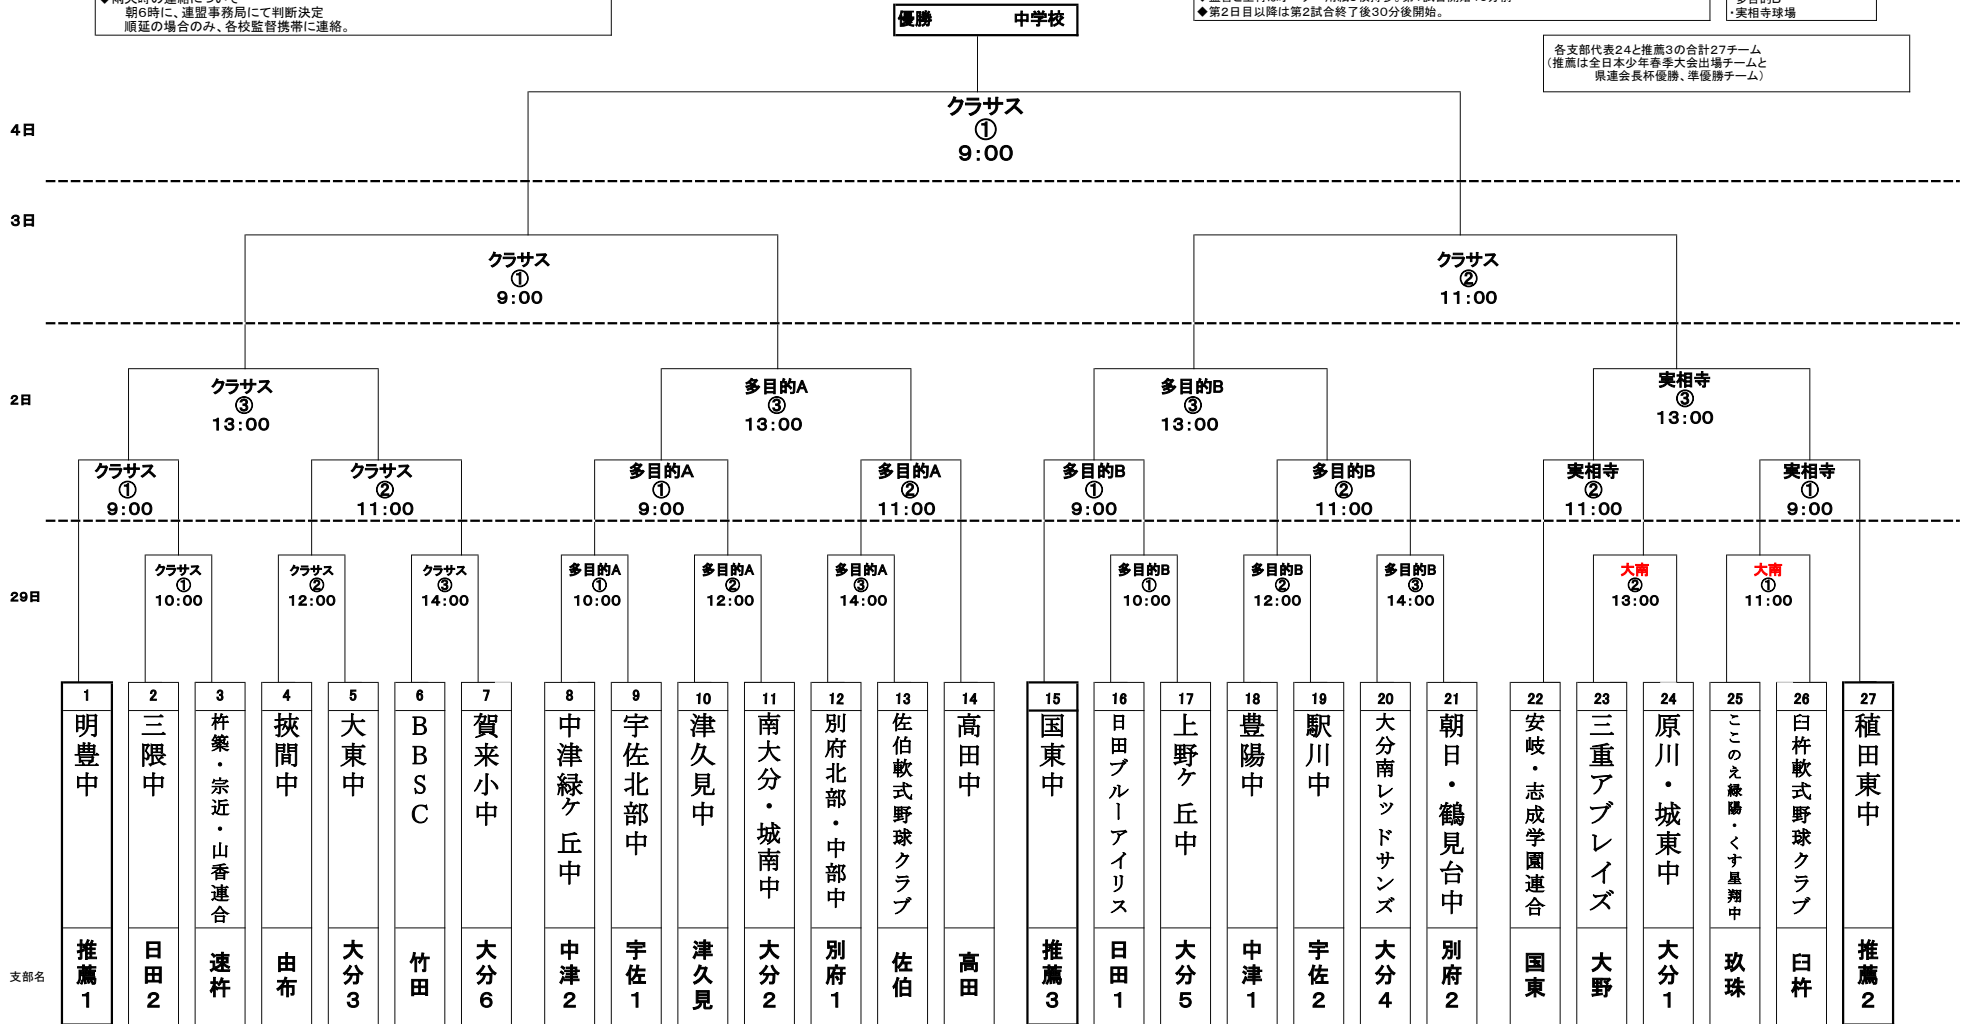 ◆雨天時の連絡について
朝6時に、連盟事務局にて判断決定
順延の場合のみ、各校監督携帯に連絡。
優勝　　　中学校
◆第2日目以降は第2試合終了後30分後開始。
・多目的B
・実相寺球場
各支部代表24と推薦3の合計27チーム
(推薦は全日本少年春季大会出場チームと
県連会長杯優勝、準優勝チーム)
4日
クラサス
①
9:00
3日
クラサス
①
9:00
クラサス
②
11:00
2日
クラサス
③
13:00
多目的A
③
13:00
多目的B
③
13:00
実相寺
③
13:00
クラサス
①
9:00
クラサス
②
11:00
多目的A
①
9:00
多目的A
②
11:00
多目的B
①
9:00
多目的B
②
11:00
実相寺
②
11:00
実相寺
①
9:00
29日
クラサス
①
10:00
クラサス
②
12:00
クラサス
③
14:00
多目的A
①
10:00
多目的A
②
12:00
多目的A
③
14:00
多目的B
①
10:00
多目的B
②
12:00
多目的B
③
14:00
大南
②
13:00
大南
①
11:00
1
明豊中
推薦1
2
三隈中
日田2
3
杵築・宗近・山香連合
速杵
4
挾間中
由布
5
大東中
大分3
6
BBSC
竹田
7
賀来小中
大分6
8
中津緑ケ丘中
中津2
9
宇佐北部中
宇佐1
10
津久見中
津久見
11
南大分・城南中
大分2
12
別府北部・中部中
別府1
13
佐伯軟式野球クラブ
佐伯
14
高田中
高田
15
国東中
推薦3
16
日田ブルーアイリス
日田1
17
上野ケ丘中
大分5
18
豊陽中
中津1
19
駅川中
宇佐2
20
大分南レッドサンズ
大分4
21
朝日・鶴見台中
別府2
22
安岐・志成学園連合
国東
23
三重アブレイズ
大野
24
原川・城東中
大分1
25
ここのえ緑陽・くす星翔中
玖珠
26
臼杵軟式野球クラブ
臼杵
27
稙田東中
推薦2
支部名